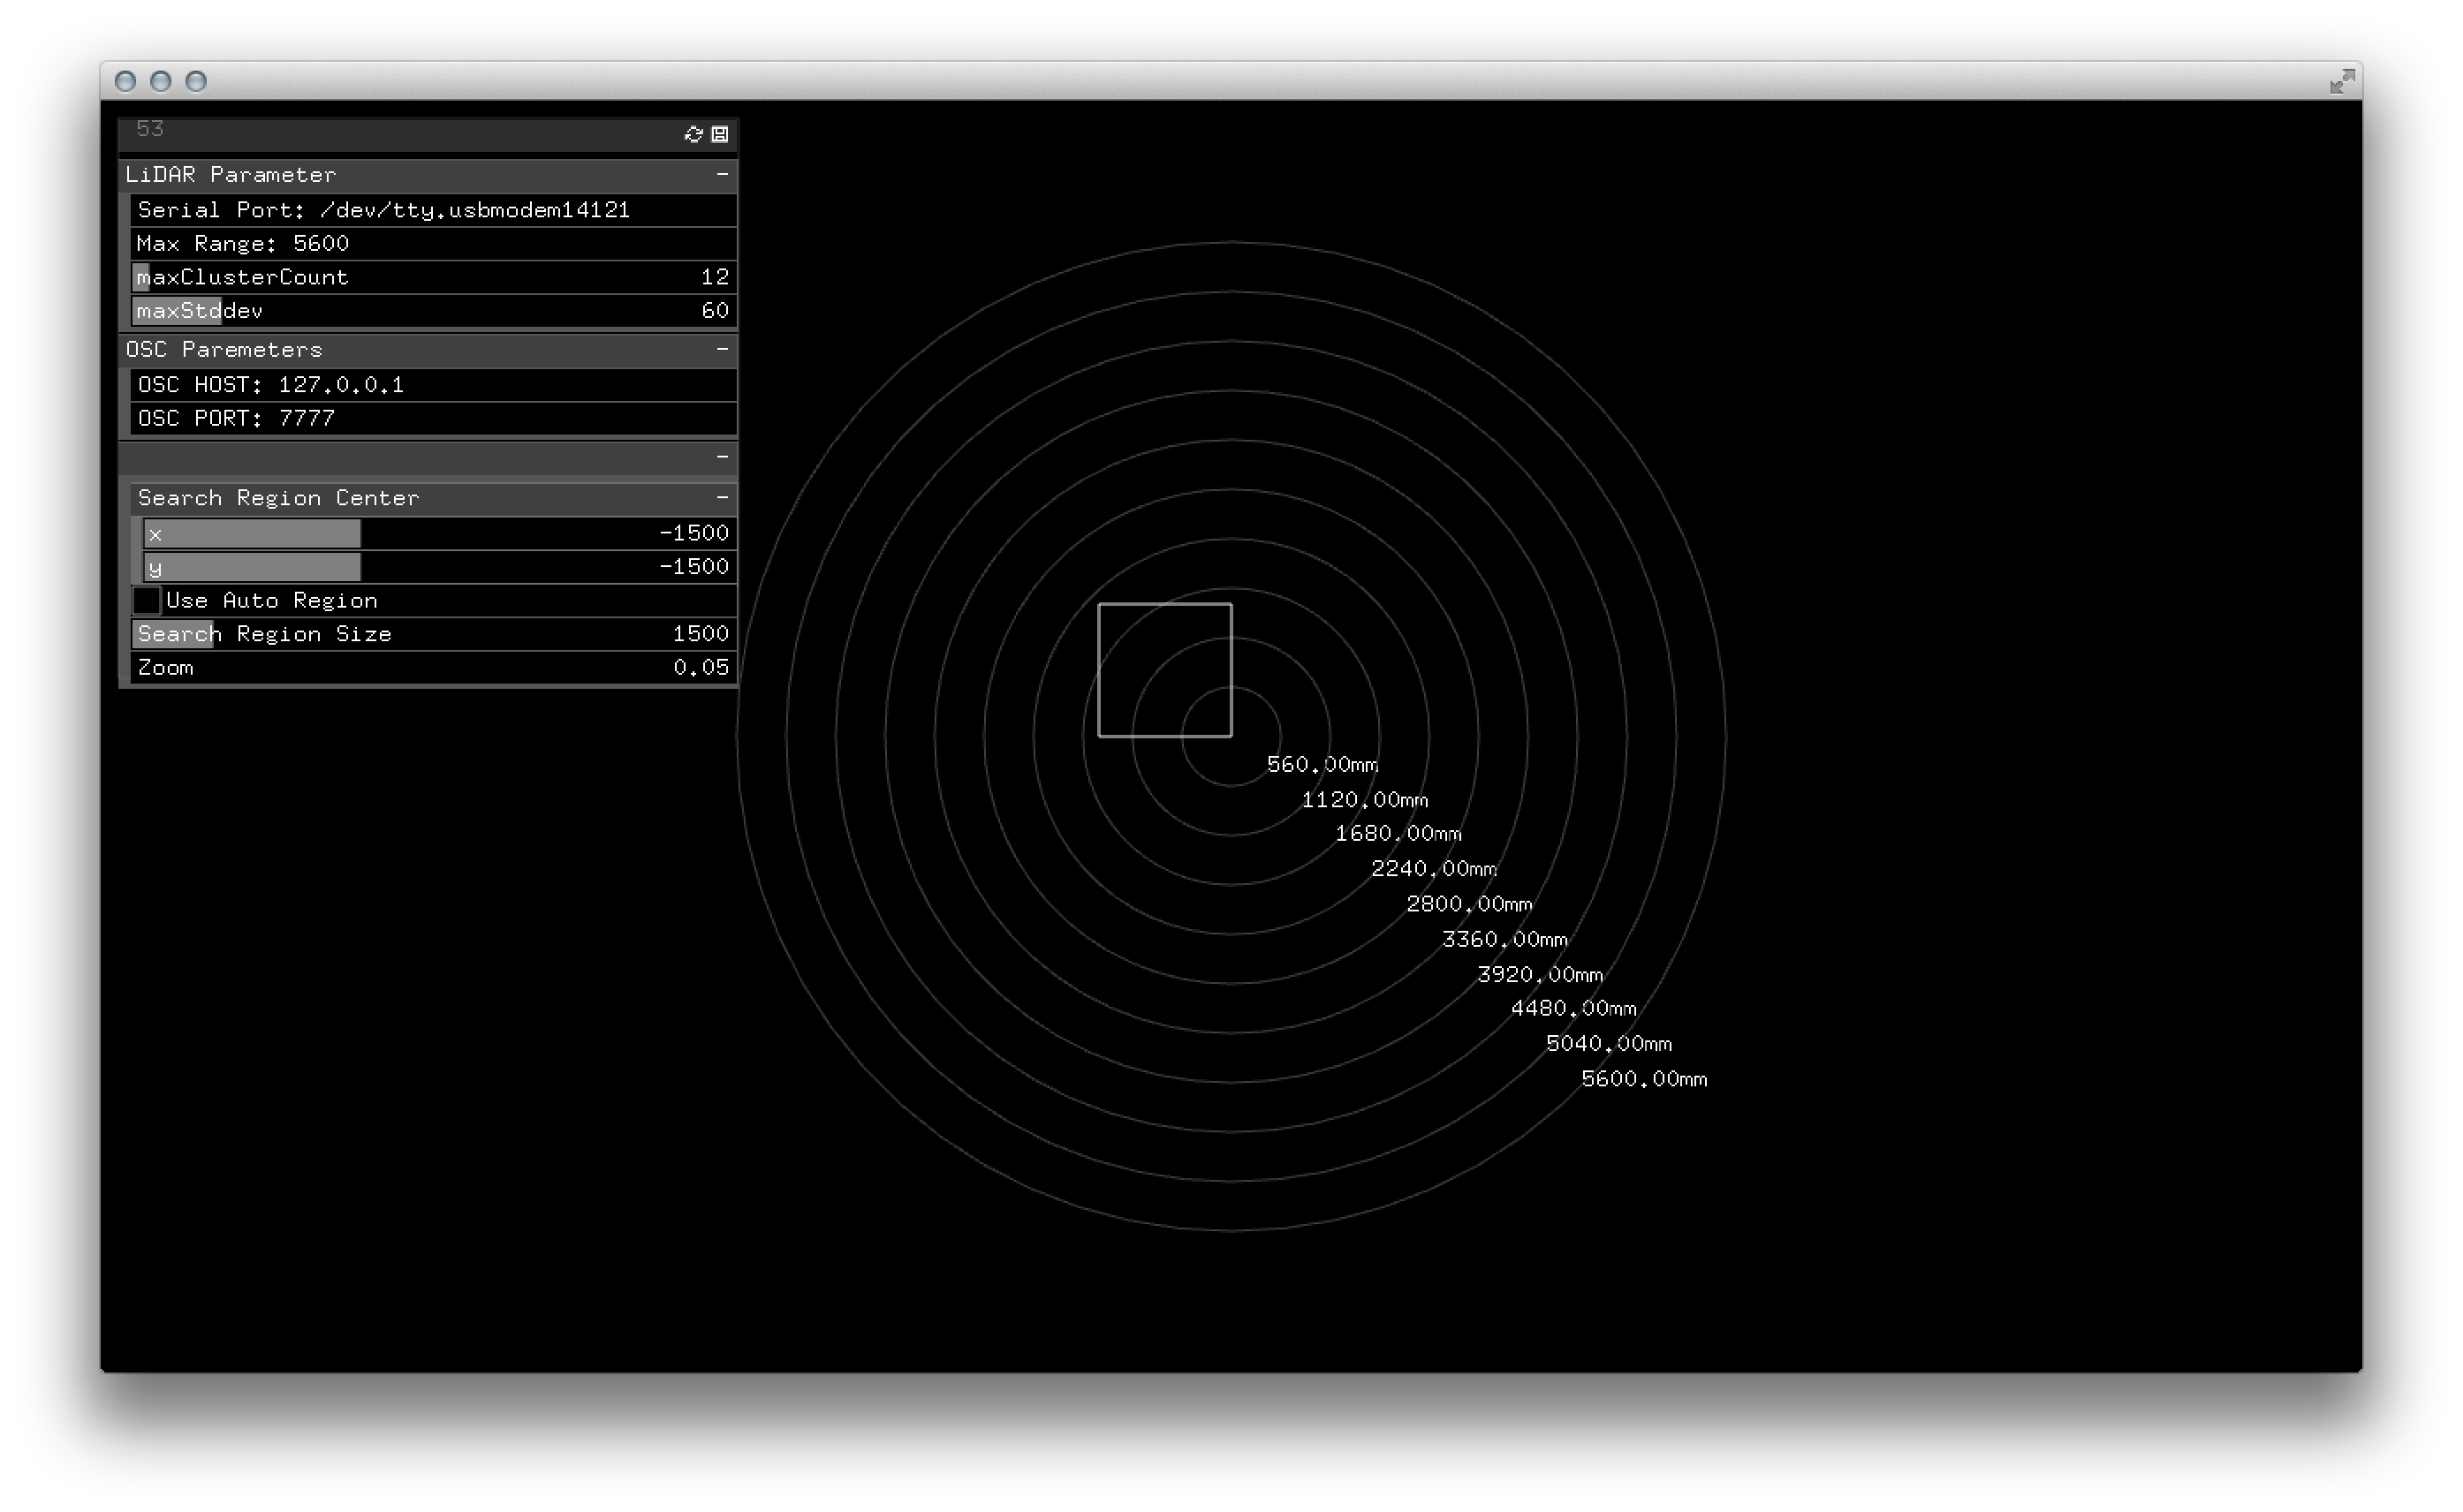 53
LiDAR Parameter -
Serial Port: /dev/tty.usbmodem14121
Max Range: 5600
maxClusterCount 12
maxStddev 60
OSC Paremeters -
OSC HOST: 127.0.0.1
OSC PORT: 7777
-
Search Region Center -
x -1500
y -1500
Use Auto Region
Search Region Size 1500
Zoom 0.05
560.00mm
1120.00mm
1680.00mm
2240.00mm
2800.00mm
3360.00mm
3920.00mm
4480.00mm
5040.00mm
5600.00mm